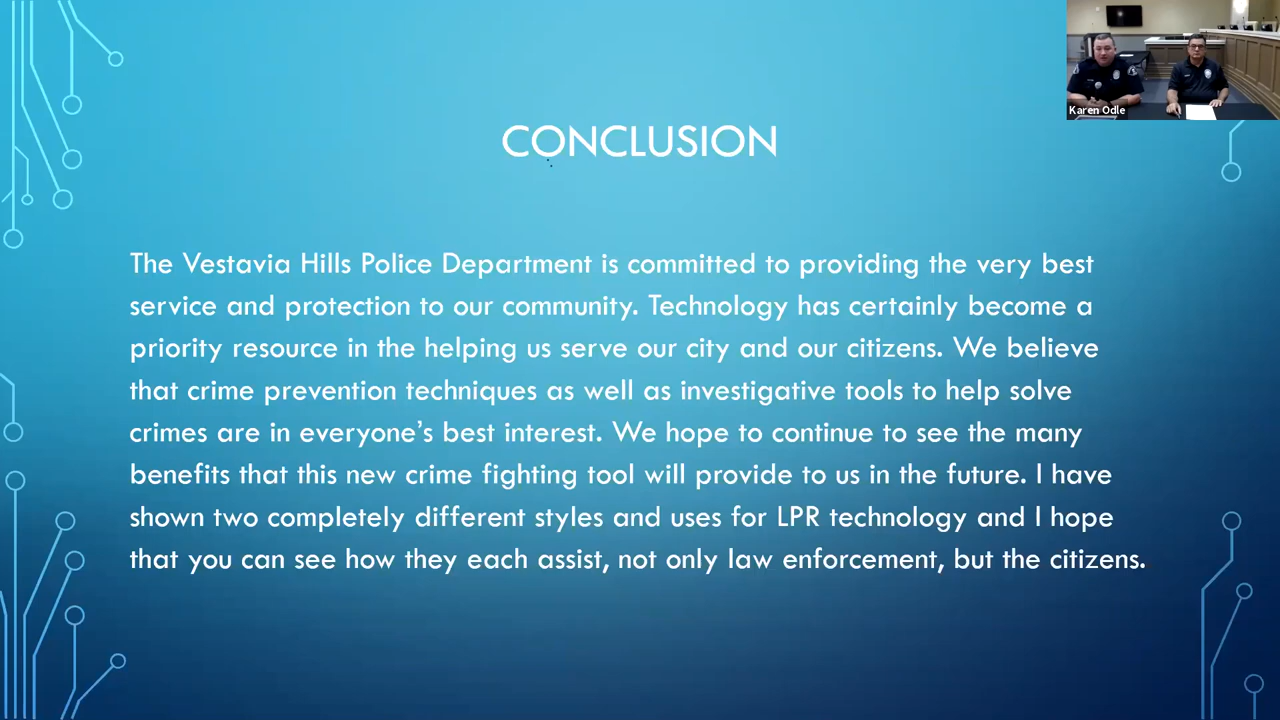 Karen Odle
CONCLUSION
The Vestavia Hills Police Department is committed to providing the very best
service and protection to our community. Technology has certainly become a
priority resource in the helping us serve our city and our citizens. We believe
that crime prevention techniques as well as investigative tools to help solve
crimes are in everyone’s best interest. We hope to continue to see the many
benefits that this new crime fighting tool will provide to us in the future. I have
shown two completely different styles and uses for LPR technology and I hope
that you can see how they each assist, not only law enforcement, but the citizens.